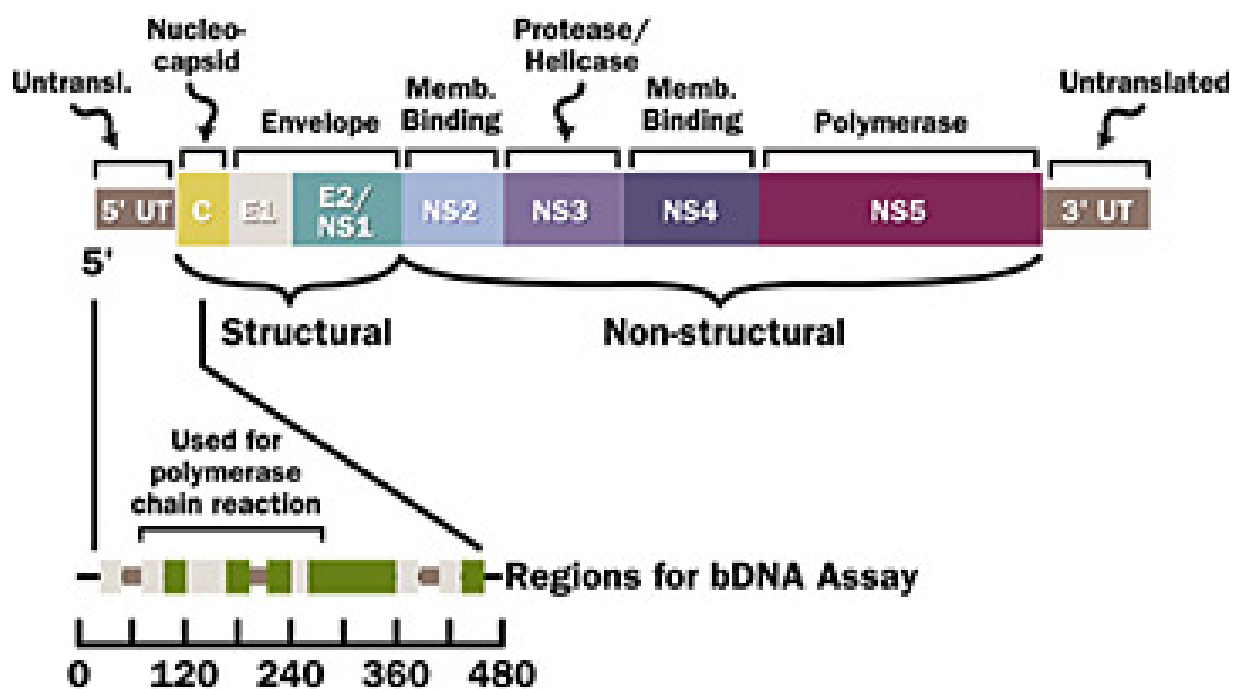 Nucleo-
capsid
Protease/
Helicase
Untransl.
Memb.
Binding
Memb.
Binding
Untranslated
Envelope
Polymerase
5' UT
C
E1
E2/
NS1
NS2
NS3
NS4
NS5
3' UT
5'
Structural
Non-structural
Used for
polymerase
chain reaction
Regions for bDNA Assay
0 120 240 360 480